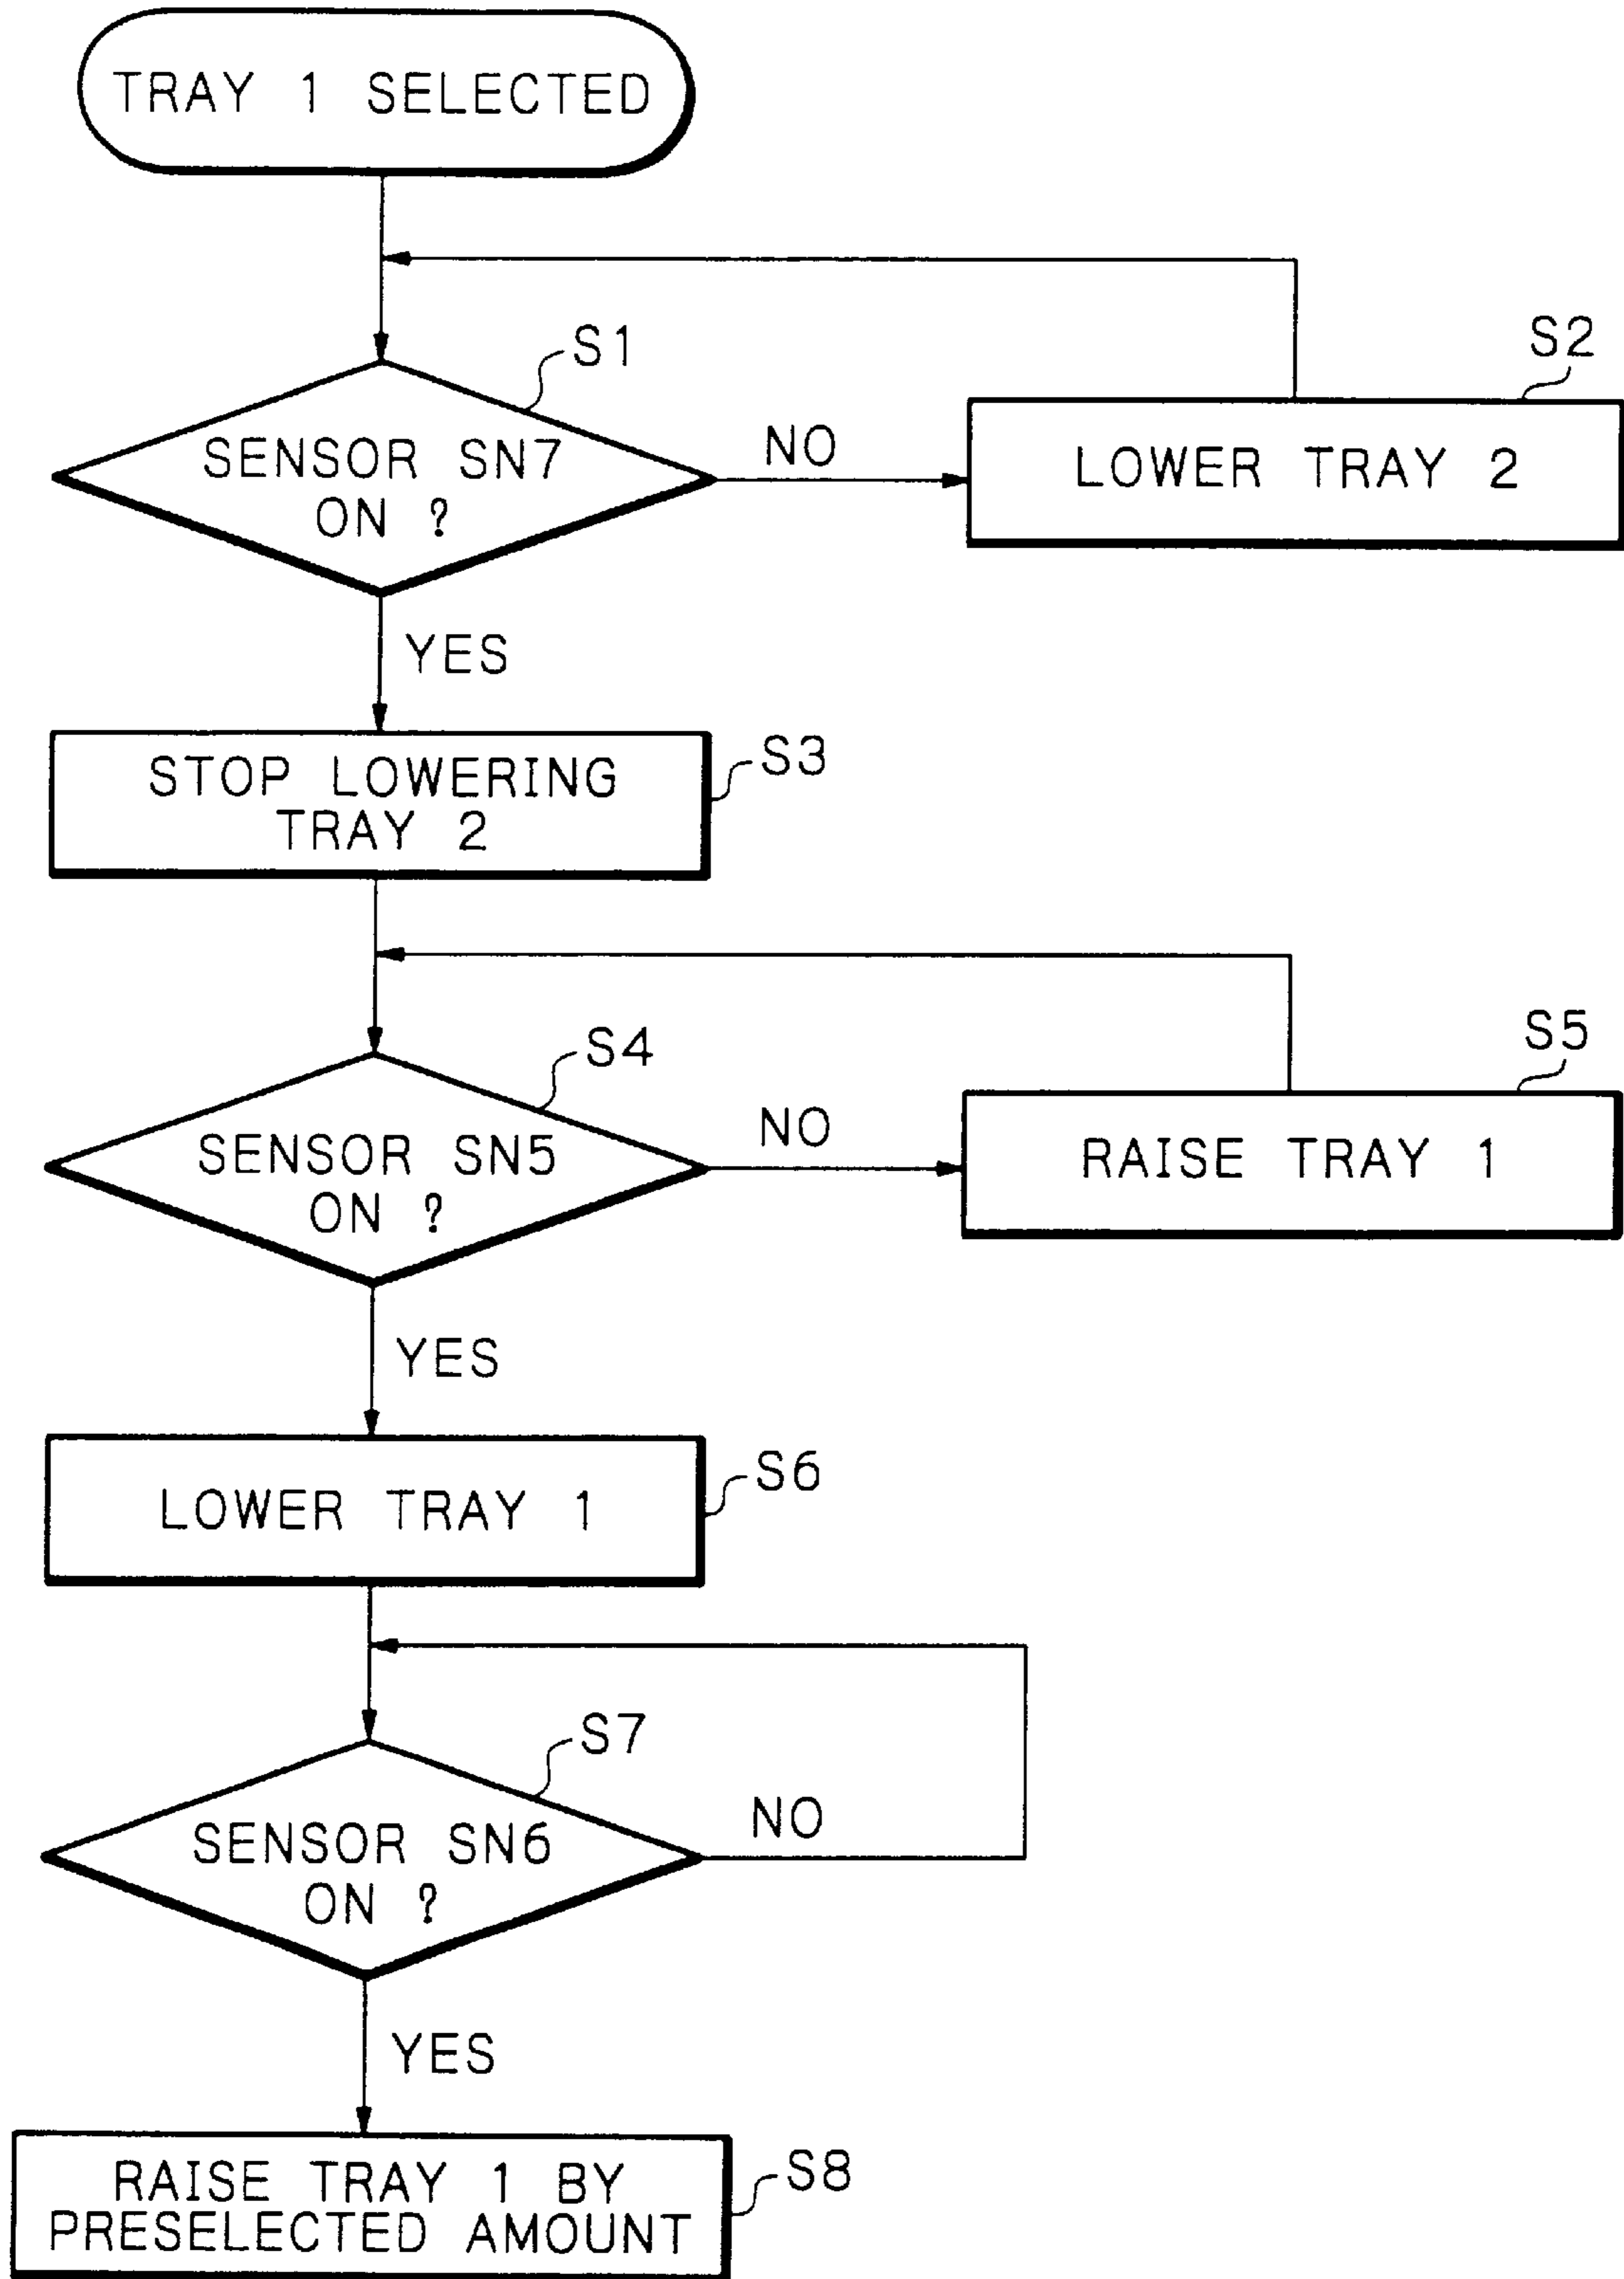 TRAY 1 SELECTED
S1
SENSOR SN7
ON ?
NO
S2
LOWER TRAY 2
YES
STOP LOWERING
TRAY 2
S3
S4
SENSOR SN5
ON ?
NO
S5
RAISE TRAY 1
YES
LOWER TRAY 1
S6
S7
SENSOR SN6
ON ?
NO
YES
RAISE TRAY 1 BY
PRESELECTED AMOUNT
S8